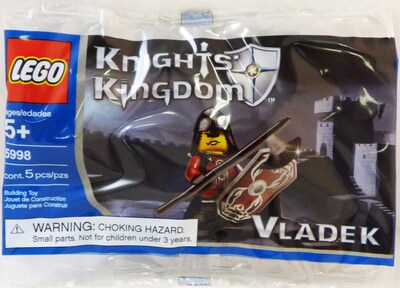 LEGO
Knights'
Kingdom™
ages/edades
5+
5998
cont. 5 pcs/pzs
Building Toy
Jouet de Construction
Juguete para Construir
WARNING: CHOKING HAZARD.
Small parts. Not for children under 3 years.
VLADEK